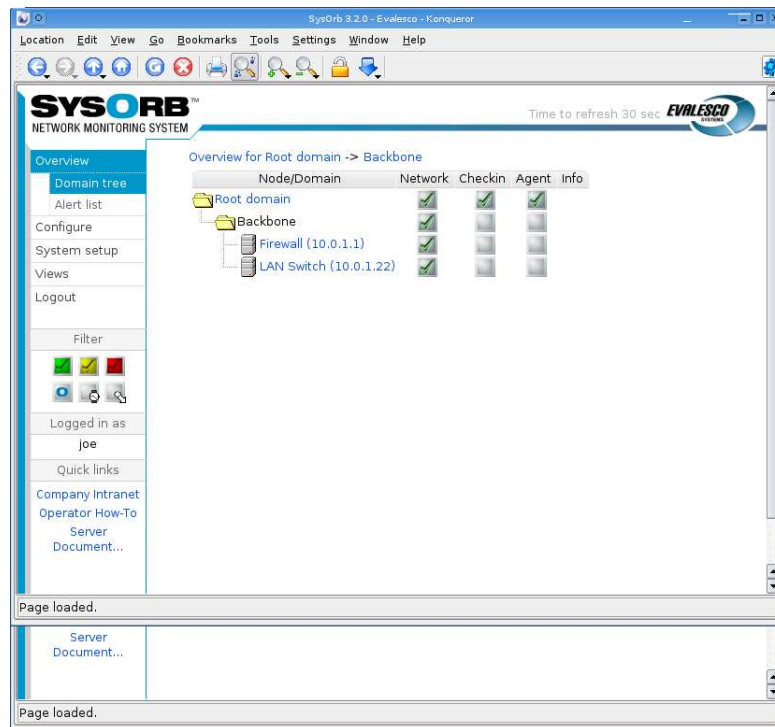 SysOrb 3.2.0 - Evalesco - Konqueror
Location Edit View Go Bookmarks Tools Settings Window Help
SYSORB™
NETWORK MONITORING SYSTEM
Time to refresh 30 sec
EVALESCO
SYSTEMS
Overview
Domain tree
Alert list
Configure
System setup
Views
Logout
Filter
Logged in as
joe
Quick links
Company Intranet
Operator How-To
Server
Document...
Overview for Root domain -> Backbone
Node/Domain Network Checkin Agent Info
Root domain
Backbone
Firewall (10.0.1.1)
LAN Switch (10.0.1.22)
Page loaded.
Server
Document...
Page loaded.